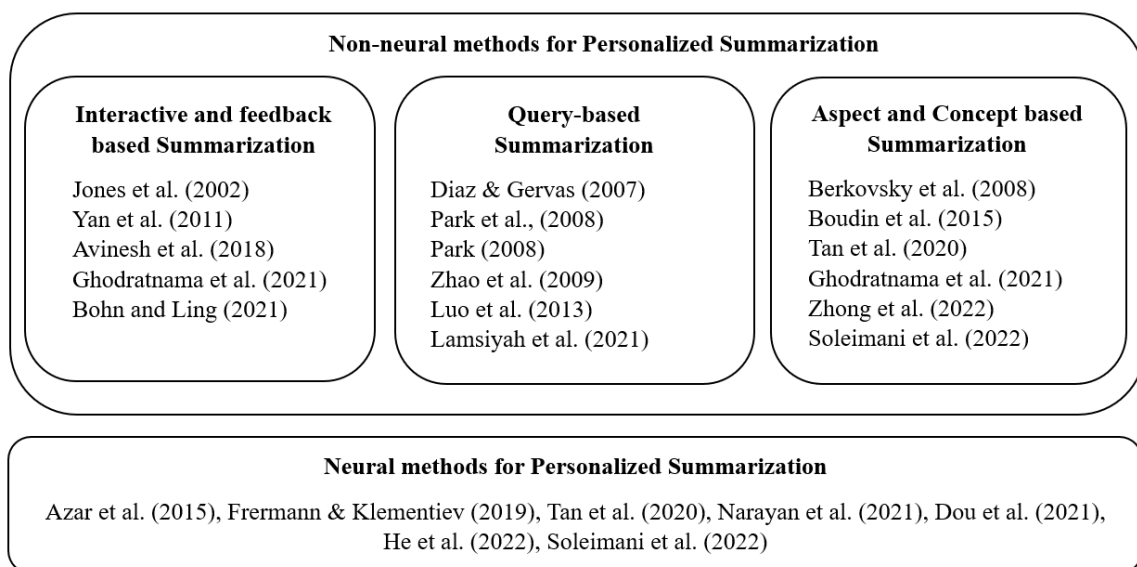 Non-neural methods for Personalized Summarization
Interactive and feedback
based Summarization
Jones et al. (2002)
Yan et al. (2011)
Avinesh et al. (2018)
Ghodratnama et al. (2021)
Bohn and Ling (2021)
Query-based
Summarization
Diaz & Gervas (2007)
Park et al., (2008)
Park (2008)
Zhao et al. (2009)
Luo et al. (2013)
Lamsiyah et al. (2021)
Aspect and Concept based
Summarization
Berkovsky et al. (2008)
Boudin et al. (2015)
Tan et al. (2020)
Ghodratnama et al. (2021)
Zhong et al. (2022)
Soleimani et al. (2022)
Neural methods for Personalized Summarization
Azar et al. (2015), Frermann & Klementiev (2019), Tan et al. (2020), Narayan et al. (2021), Dou et al. (2021),
He et al. (2022), Soleimani et al. (2022)